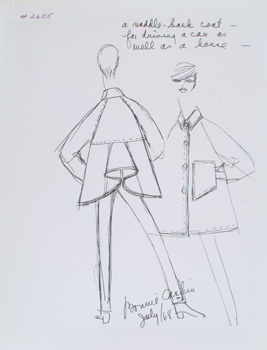 #2605
a saddle-back coat –
for driving a car as
well as a horse –
Bonnie Cashin
July/68